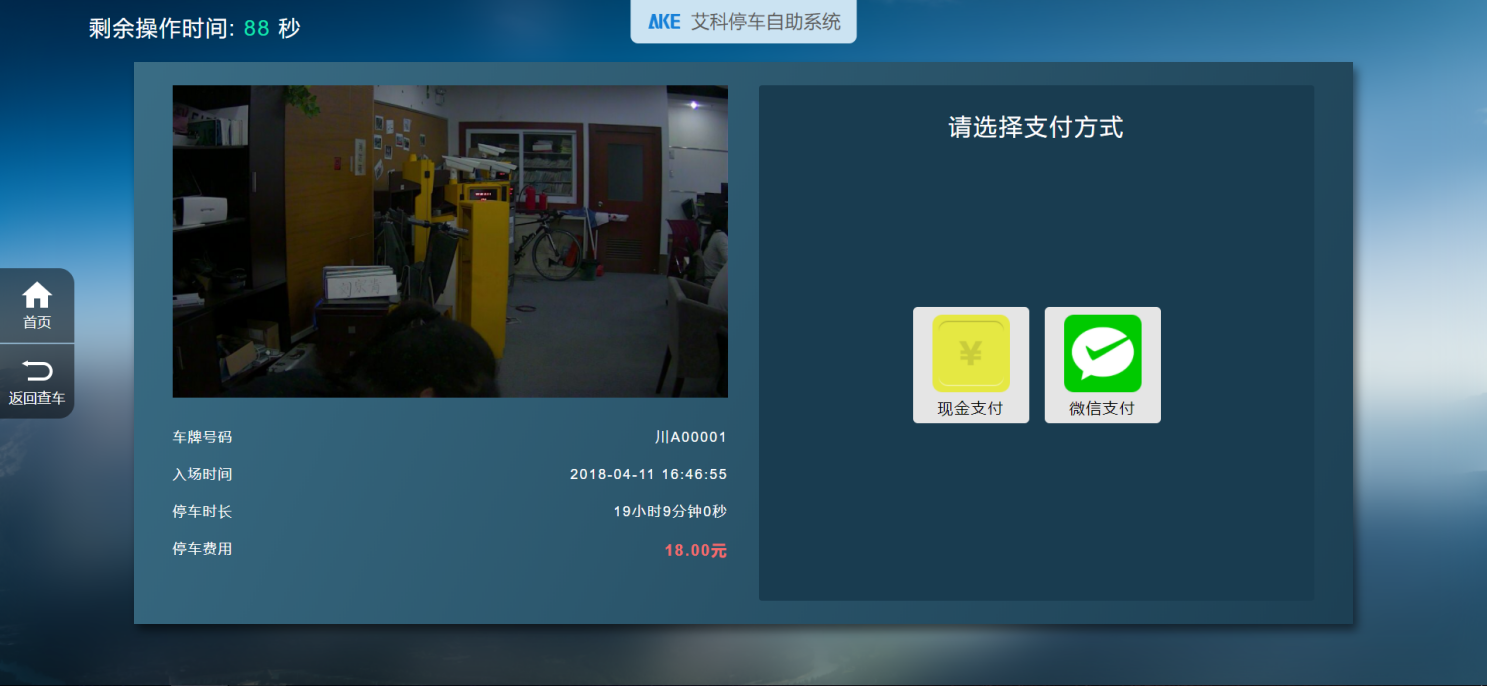 剩余操作时间: 88 秒
AKE 艾科停车自助系统
首页
返回查车
车牌号码 川A00001
入场时间 2018-04-11 16:46:55
停车时长 19小时9分钟0秒
停车费用 18.00元
请选择支付方式
¥
现金支付 微信支付